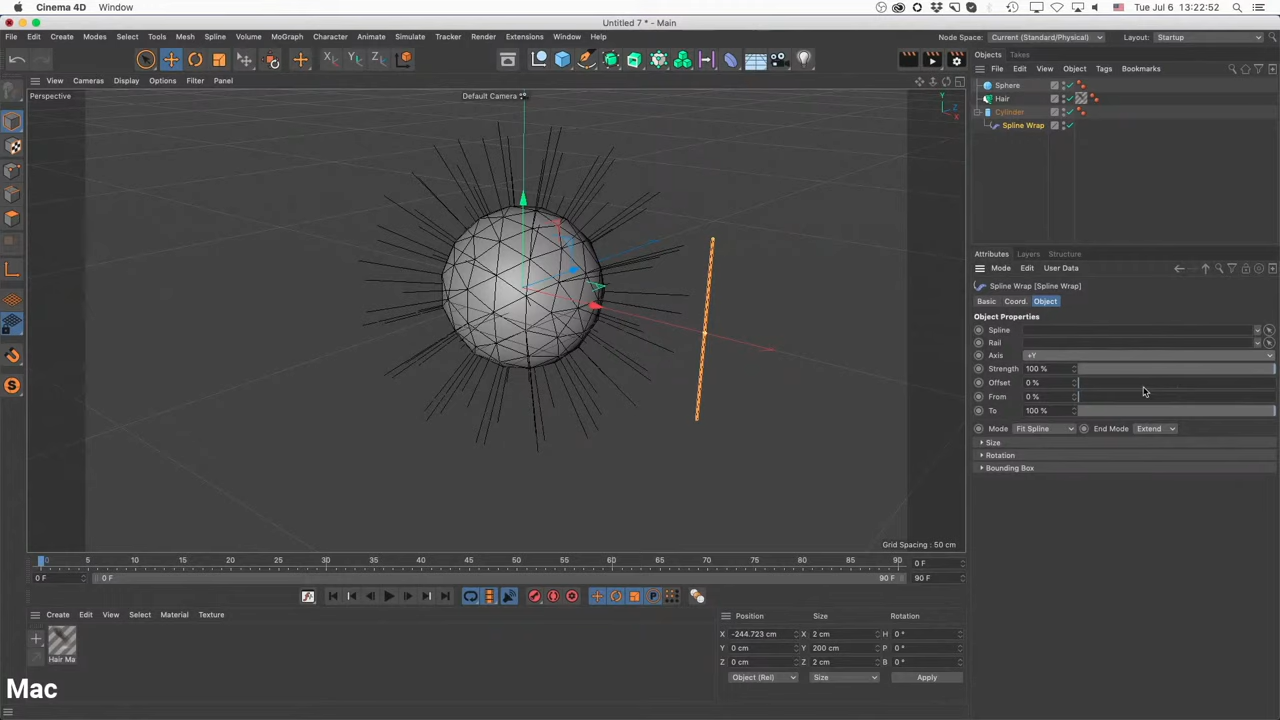 Cinema 4D Window Tue Jul 6 13:22:52
Untitled 7 * - Main
File Edit Create Modes Select Tools Mesh Spline Volume MoGraph Character Animate Simulate Tracker Render Extensions Window Help Node Space: Current (Standard/Physical) Layout: Startup
X Y Z
Objects Takes
File Edit View Object Tags Bookmarks
View Cameras Display Options Filter Panel
Sphere
Perspective Default Camera
Hair
Cylinder
Spline Wrap
Y
Z
X
Attributes Layers Structure
Mode Edit User Data
Spline Wrap [Spline Wrap]
Basic Coord. Object
Object Properties
Spline
Rail
Axis +Y
Strength 100 %
Offset 0 %
From 0 %
To 100 %
Mode Fit Spline End Mode Extend
Size
Rotation
Bounding Box
Grid Spacing : 50 cm
0 5 10 15 20 25 30 35 40 45 50 55 60 65 70 75 80 85 90 0 F
0 F 0 F 90 F 90 F
Create Edit View Select Material Texture
Position Size Rotation
X -244.723 cm X 2 cm H 0 °
Y 0 cm Y 200 cm P 0 °
Z 0 cm Z 2 cm B 0 °
Object (Rel) Size Apply
Hair Ma
Mac